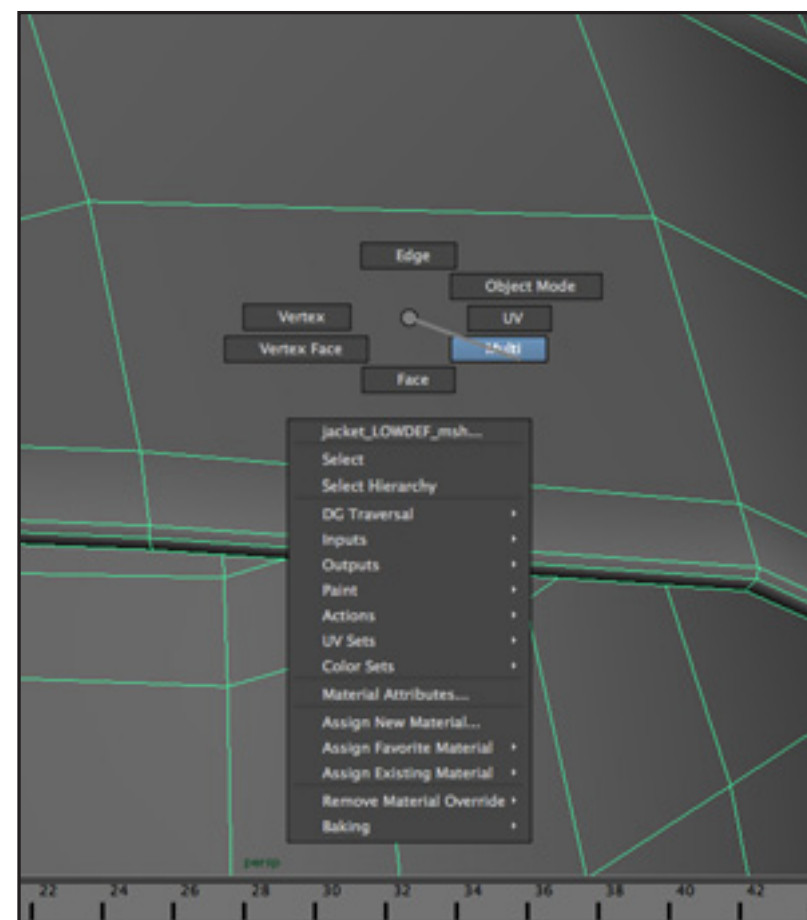 Edge
Object Mode
Vertex
UV
Vertex Face
Multi
Face
jacket_LOWDEF_msh...
Select
Select Hierarchy
DG Traversal
Inputs
Outputs
Paint
Actions
UV Sets
Color Sets
Material Attributes...
Assign New Material...
Assign Favorite Material
Assign Existing Material
Remove Material Override
Baking
persp
22 24 26 28 30 32 34 36 38 40 42